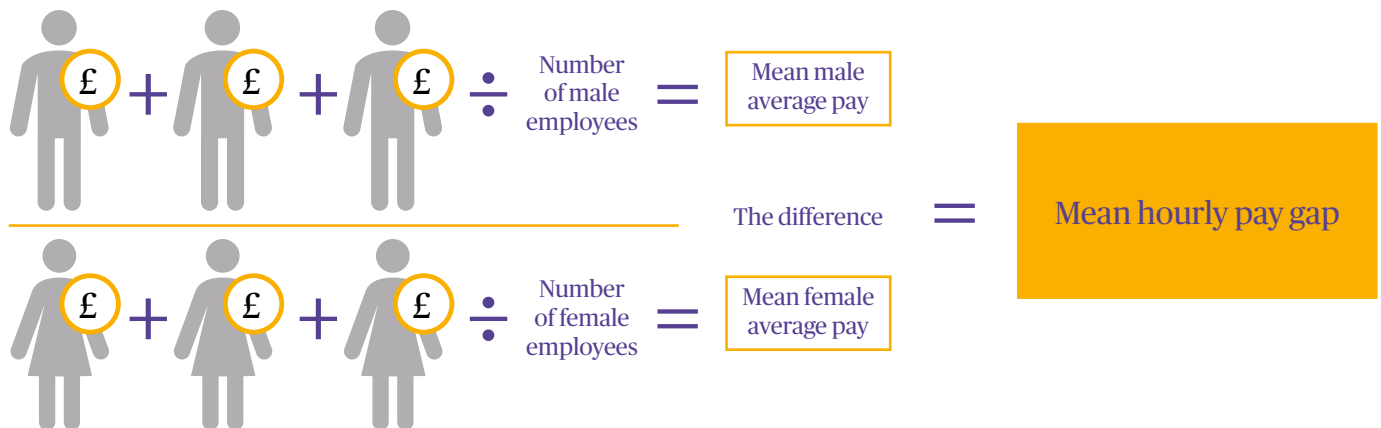 £ + £ + £ ÷ Number
of male
employees = Mean male
average pay
The difference = Mean hourly pay gap
£ + £ + £ ÷ Number
of female
employees = Mean female
average pay